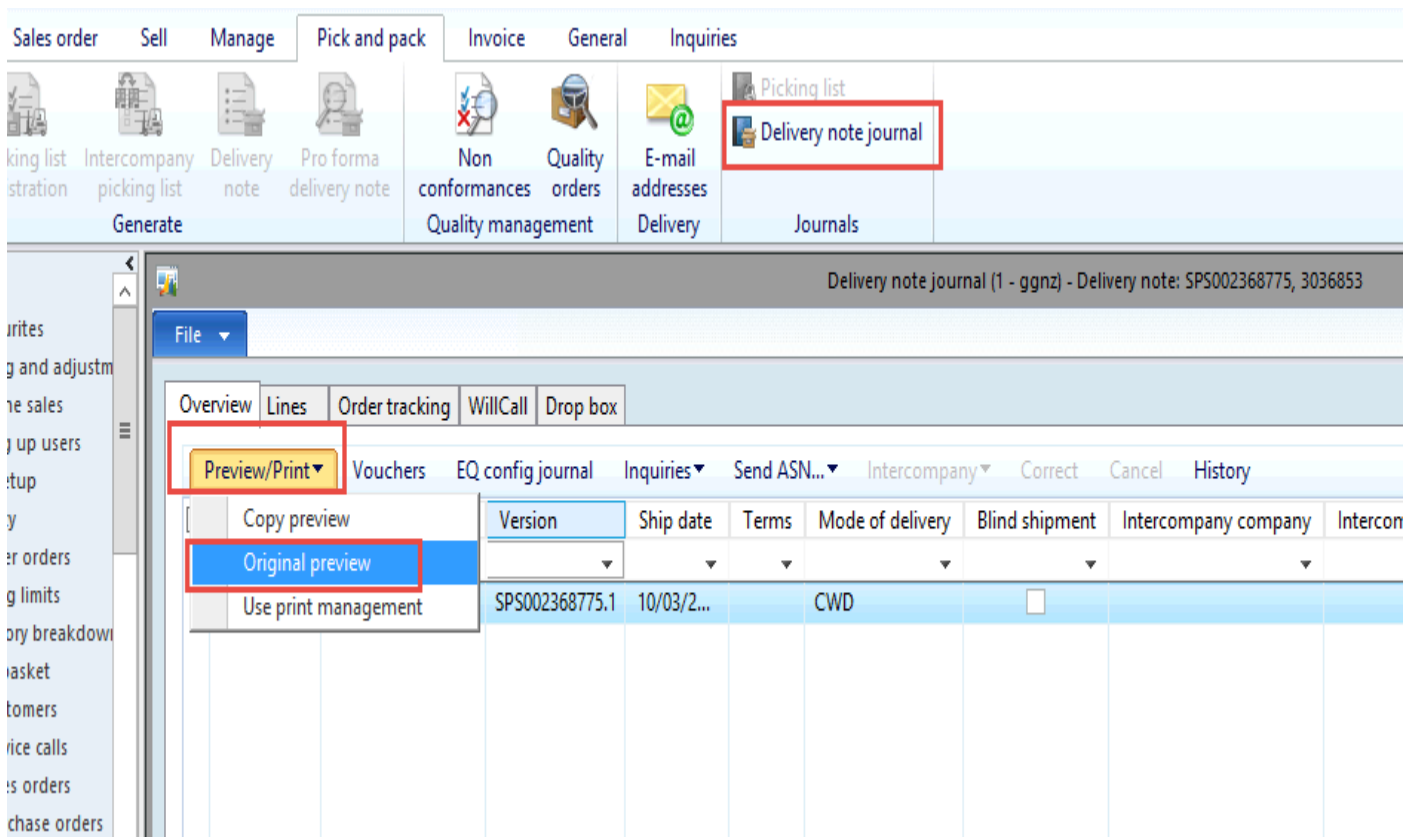 Sales order Sell Manage Pick and pack Invoice General Inquiries
Picking list
Delivery note journal
king list Intercompany Delivery Pro forma Non Quality E-mail
stration picking list note delivery note conformances orders addresses
Generate Quality management Delivery Journals
Delivery note journal (1 - ggnz) - Delivery note: SPS002368775, 3036853
File
Overview Lines Order tracking WillCall Drop box
Preview/Print Vouchers EQ config journal Inquiries Send ASN... Intercompany Correct Cancel History
Copy preview
Original preview
Use print management
Version Ship date Terms Mode of delivery Blind shipment Intercompany company Intercom
SPS002368775.1 10/03/2... CWD
urites
g and adjustm
ne sales
g up users
etup
y
er orders
g limits
ory breakdown
basket
tomers
vice calls
es orders
chase orders